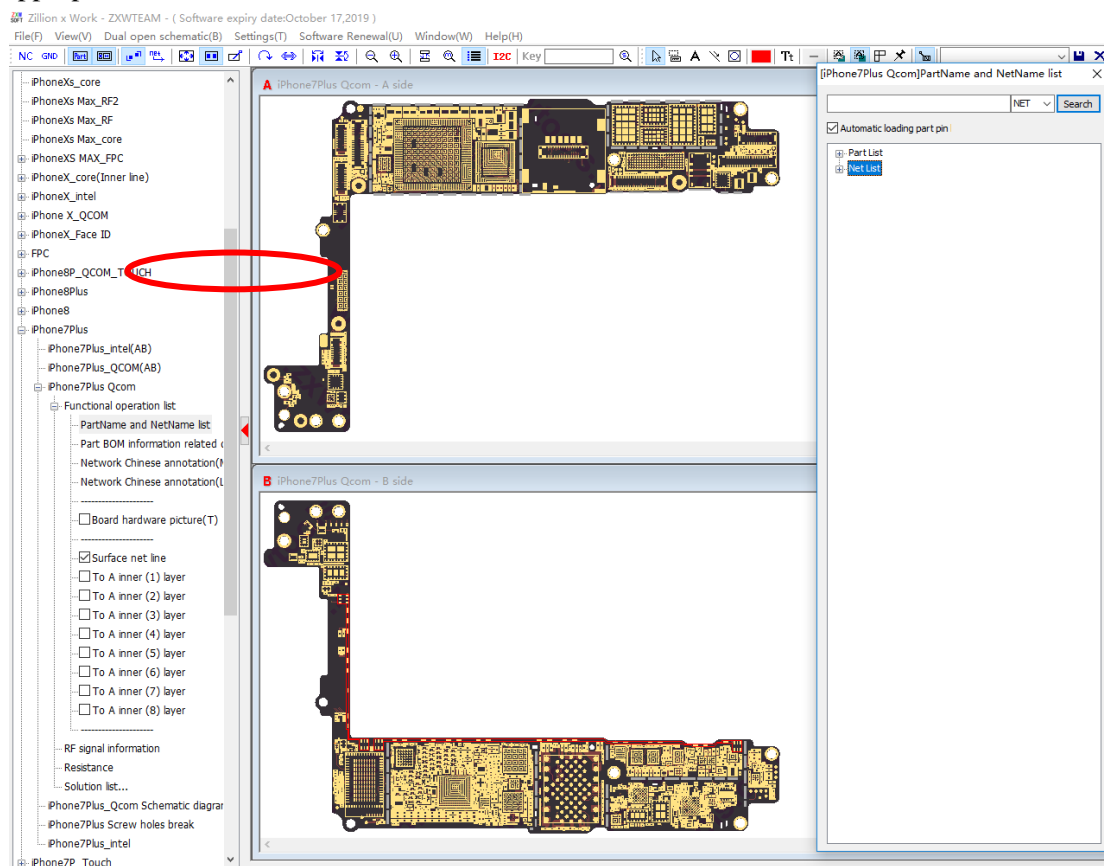 Zillion x Work - ZXWTEAM - ( Software expiry date:October 17,2019 )
File(F) View(V) Dual open schematic(B) Settings(T) Software Renewal(U) Window(W) Help(H)
NC GND Part net I2C Key A Tt
iPhoneXs_core
iPhoneXs Max_RF2
iPhoneXs Max_RF
iPhoneXs Max_core
iPhoneXS MAX_FPC
iPhoneX_core(Inner line)
iPhoneX_intel
iPhone X_QCOM
iPhoneX_Face ID
FPC
iPhone8P_QCOM_TOUCH
iPhone8Plus
iPhone8
iPhone7Plus
iPhone7Plus_intel(AB)
iPhone7Plus_QCOM(AB)
iPhone7Plus Qcom
Functional operation list
PartName and NetName list
Part BOM information related
Network Chinese annotation(
Network Chinese annotation(L
---------------------
Board hardware picture(T)
---------------------
Surface net line
To A inner (1) layer
To A inner (2) layer
To A inner (3) layer
To A inner (4) layer
To A inner (5) layer
To A inner (6) layer
To A inner (7) layer
To A inner (8) layer
---------------------
RF signal information
Resistance
Solution list...
iPhone7Plus_Qcom Schematic diagrar
iPhone7Plus Screw holes break
iPhone7Plus_intel
iPhone7P_Touch
A iPhone7Plus Qcom - A side
B iPhone7Plus Qcom - B side
[iPhone7Plus Qcom]PartName and NetName list
NET Search
Automatic loading part pin
Part List
Net List